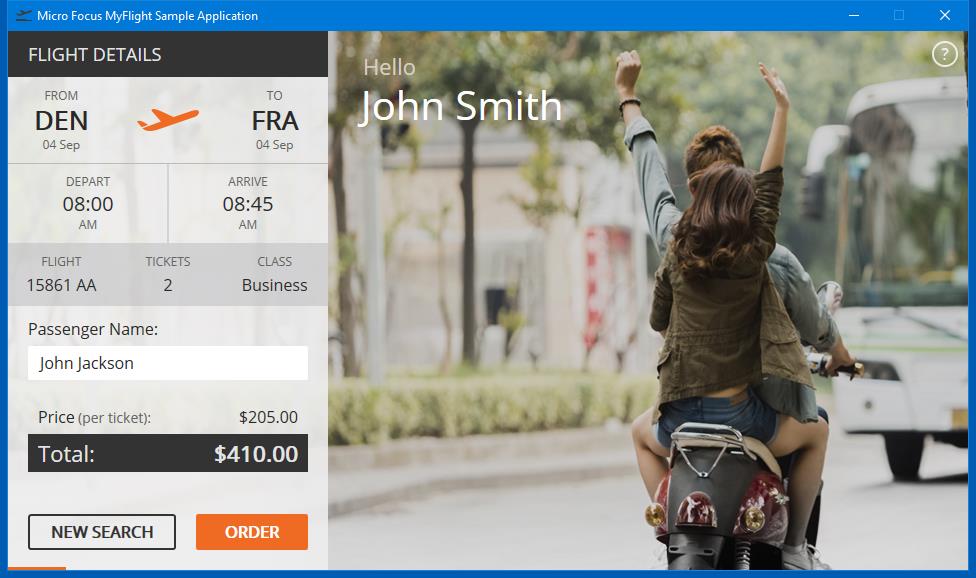 Micro Focus MyFlight Sample Application
FLIGHT DETAILS
FROM TO
DEN FRA
04 Sep 04 Sep
DEPART ARRIVE
08:00 08:45
AM AM
FLIGHT TICKETS CLASS
15861 AA 2 Business
Passenger Name:
John Jackson
Price (per ticket): $205.00
Total: $410.00
NEW SEARCH ORDER
Hello
John Smith
?